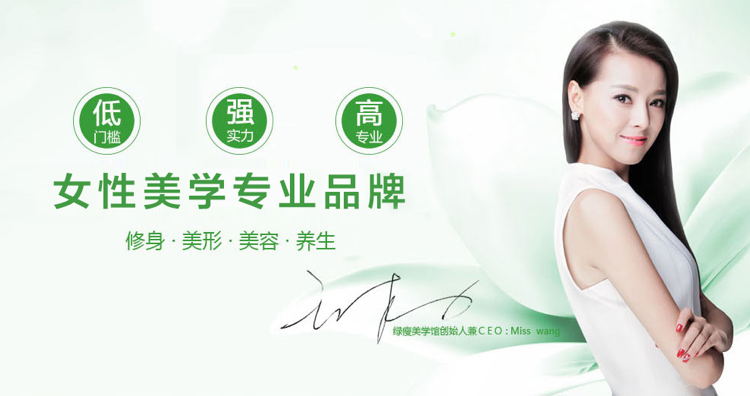 低
门槛
强
实力
高
专业
女性美学专业品牌
修身·美形·美容·养生
绿瘦美学馆创始人兼CEO:Miss wang